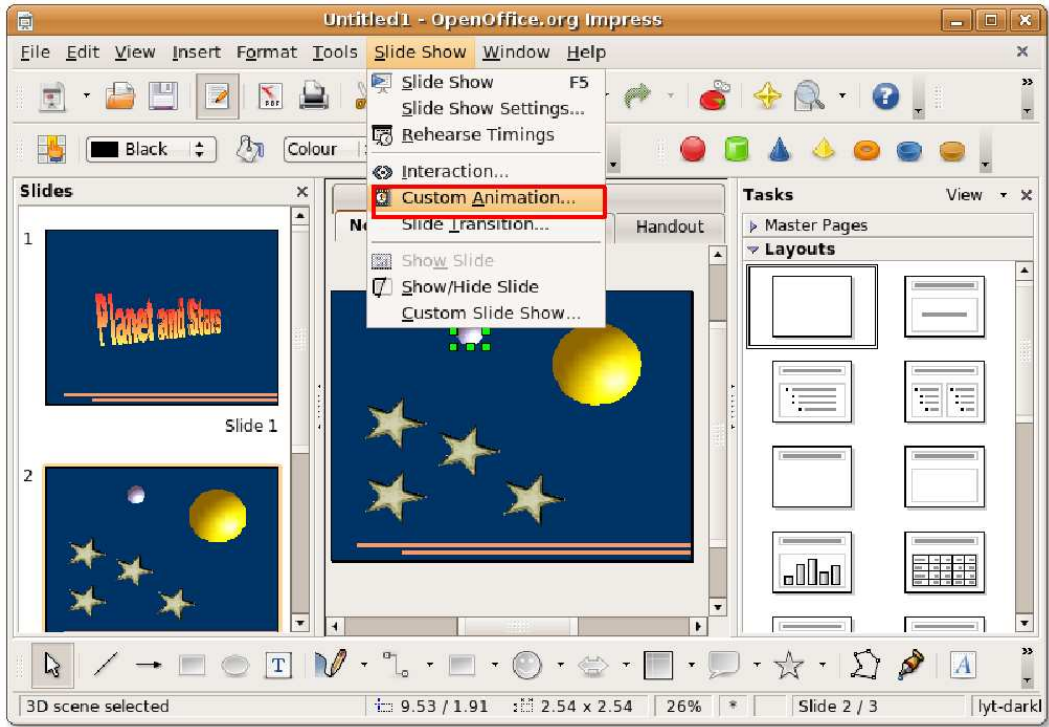 Untitled1 - OpenOffice.org Impress
File Edit View Insert Format Tools Slide Show Window Help
Slide Show F5
Slide Show Settings...
Rehearse Timings
Interaction...
Custom Animation...
Slide Transition...
Show Slide
Show/Hide Slide
Custom Slide Show...
PDF
Black
Colour
Slides
1
Planet and Stars
Slide 1
2
Handout
Tasks View
Master Pages
Layouts
T
A
3D scene selected 9.53 / 1.91 2.54 x 2.54 26% * Slide 2 / 3 lyt-darkl